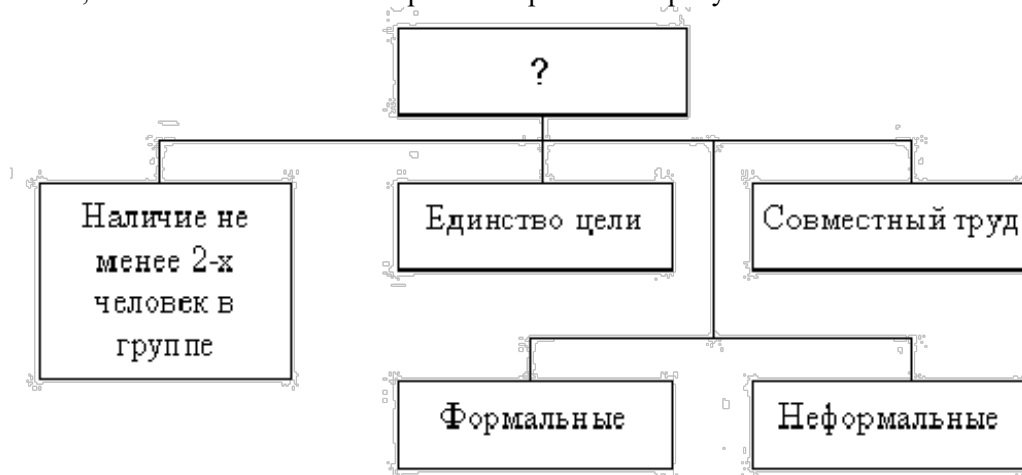 ?
Наличие не
менее 2-х
человек в
группе
Единство цели
Совместный труд
Формальные
Неформальные